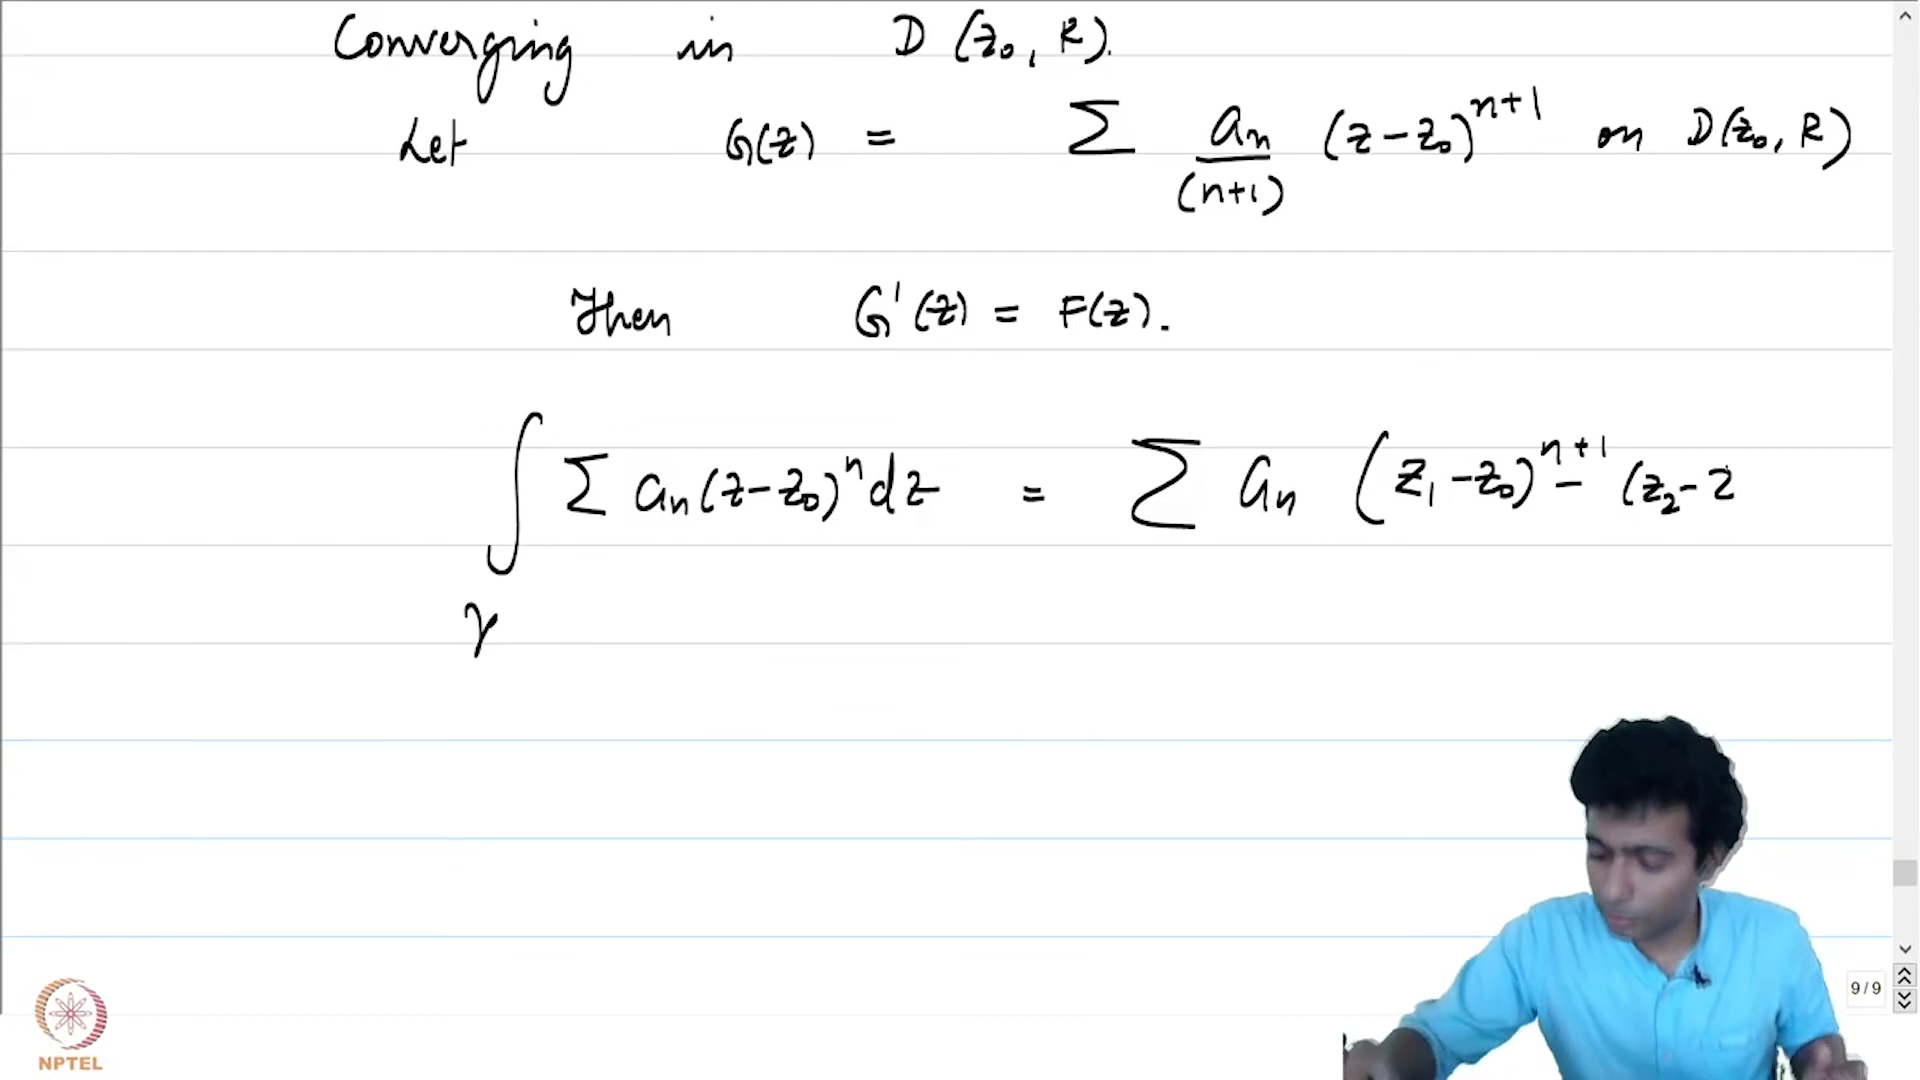 Converging in D(z₀, R).
Let G(z) = Σ aₙ/(n+1) (z-z₀)ⁿ⁺¹ on D(z₀, R)
Then G'(z) = F(z).
∫_γ Σ aₙ(z-z₀)ⁿ dz = Σ aₙ ((z₁-z₀)ⁿ⁺¹ - (z₂-z
9/9
NPTEL